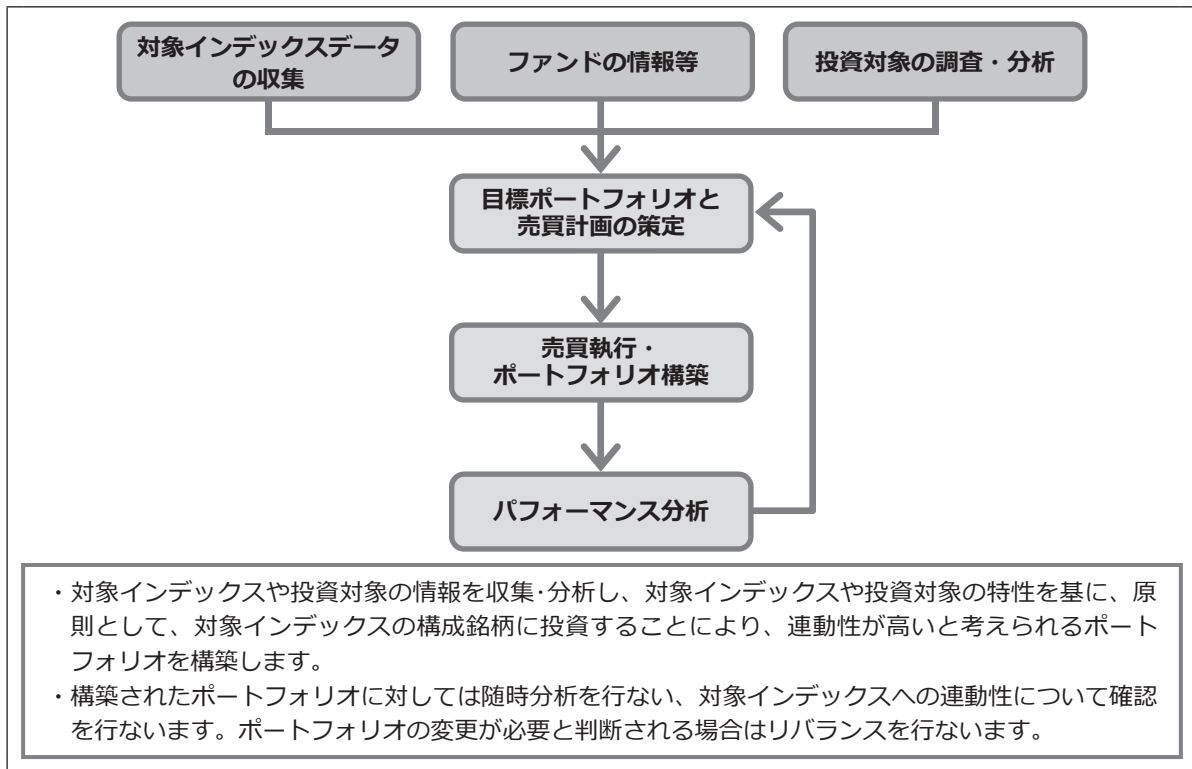 対象インデックスデータ
の収集
ファンドの情報等
投資対象の調査・分析
目標ポートフォリオと
売買計画の策定
売買執行・
ポートフォリオ構築
パフォーマンス分析
・対象インデックスや投資対象の情報を収集･分析し、対象インデックスや投資対象の特性を基に、原
則として、対象インデックスの構成銘柄に投資することにより、連動性が高いと考えられるポート
フォリオを構築します。
・構築されたポートフォリオに対しては随時分析を行ない、対象インデックスへの連動性について確認
を行ないます。ポートフォリオの変更が必要と判断される場合はリバランスを行ないます。